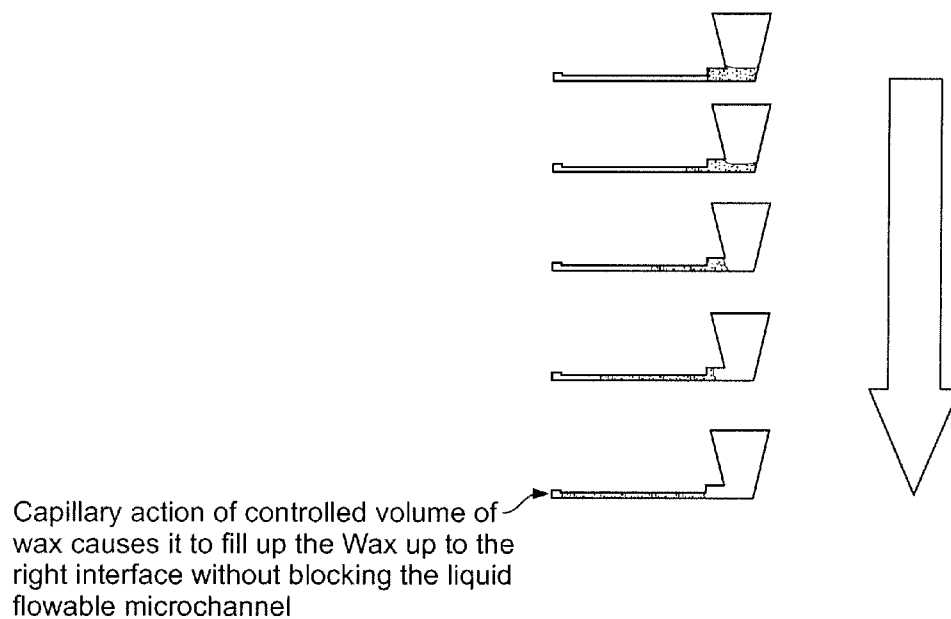 Capillary action of controlled volume of
wax causes it to fill up the Wax up to the
right interface without blocking the liquid
flowable microchannel